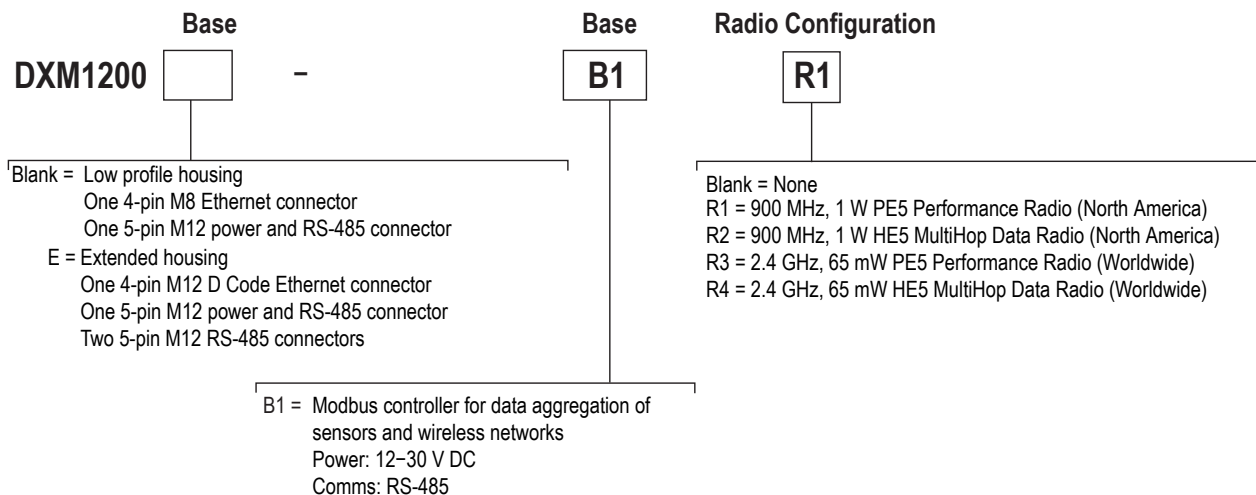 Base Base Radio Configuration
DXM1200 – B1 R1
Blank = Low profile housing
One 4-pin M8 Ethernet connector
One 5-pin M12 power and RS-485 connector
E = Extended housing
One 4-pin M12 D Code Ethernet connector
One 5-pin M12 power and RS-485 connector
Two 5-pin M12 RS-485 connectors
Blank = None
R1 = 900 MHz, 1 W PE5 Performance Radio (North America)
R2 = 900 MHz, 1 W HE5 MultiHop Data Radio (North America)
R3 = 2.4 GHz, 65 mW PE5 Performance Radio (Worldwide)
R4 = 2.4 GHz, 65 mW HE5 MultiHop Data Radio (Worldwide)
B1 = Modbus controller for data aggregation of
sensors and wireless networks
Power: 12–30 V DC
Comms: RS-485